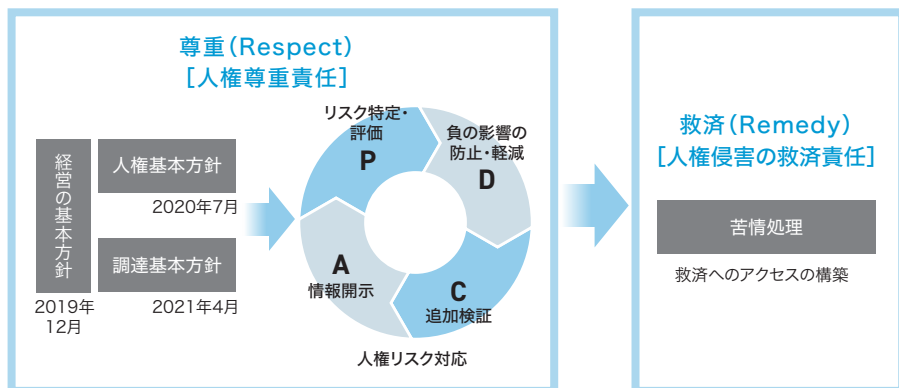 尊重（Respect）
［人権尊重責任］
経営の基本方針
2019年
12月
人権基本方針
2020年7月
調達基本方針
2021年4月
リスク特定・
評価
P
負の影響の
防止・軽減
D
C
追加検証
A
情報開示
人権リスク対応
救済（Remedy）
［人権侵害の救済責任］
苦情処理
救済へのアクセスの構築